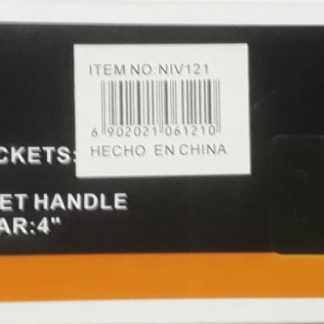 ITEM NO:NIV121
6 902021 061210
HECHO EN CHINA
CKETS:
ET HANDLE
AR:4"